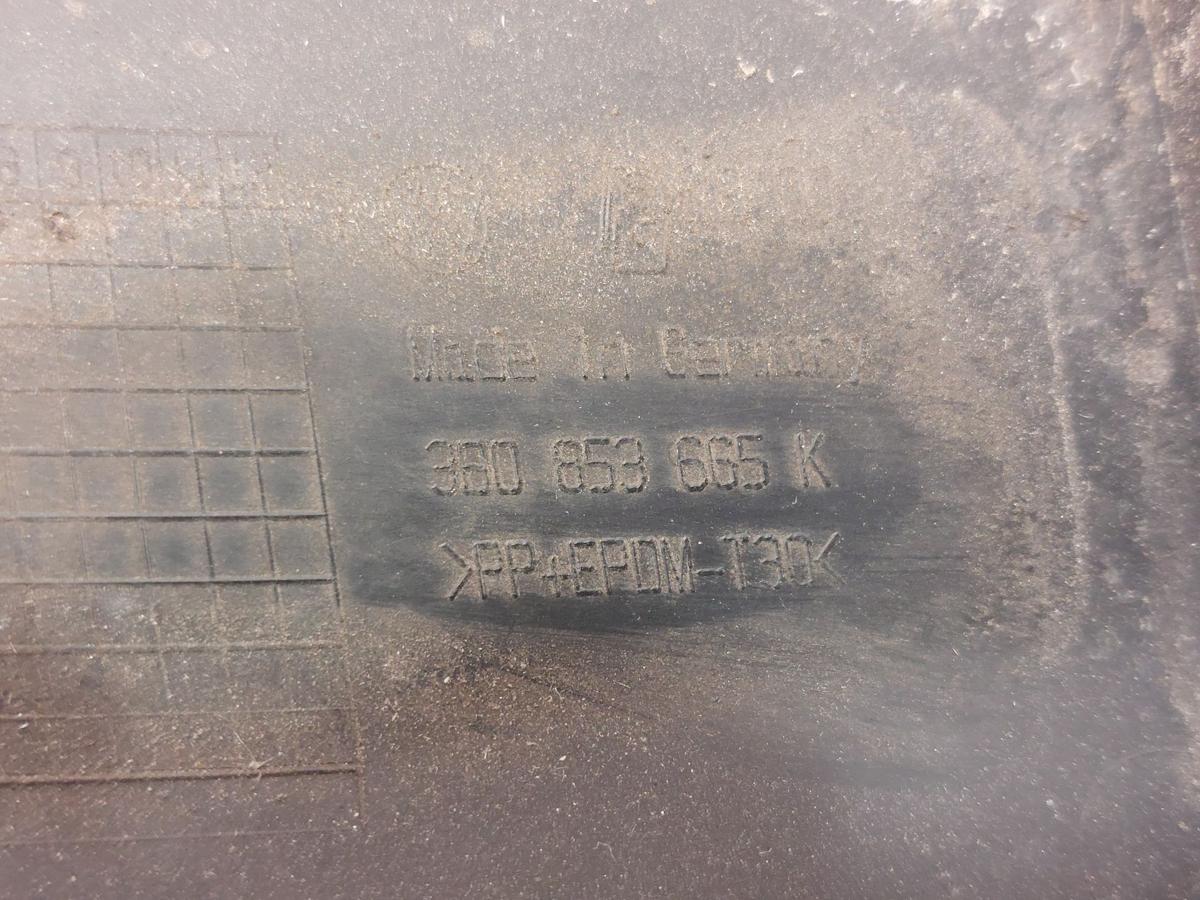 Made in Germany
3B0 853 665 K
>PP+EPDM-T30<